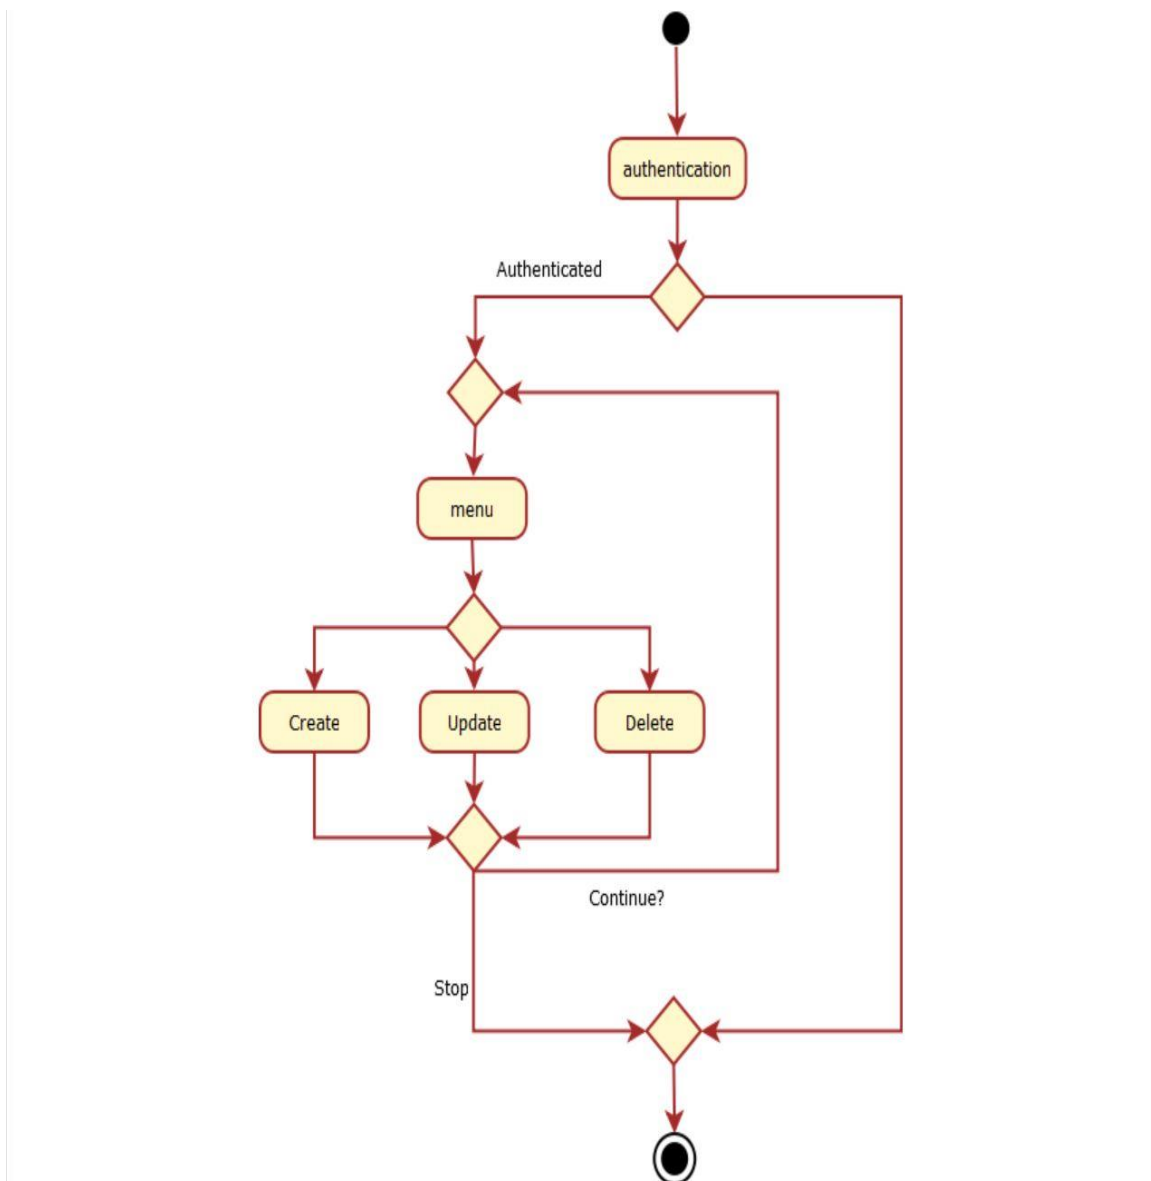 authentication
Authenticated
menu
Create
Update
Delete
Continue?
Stop